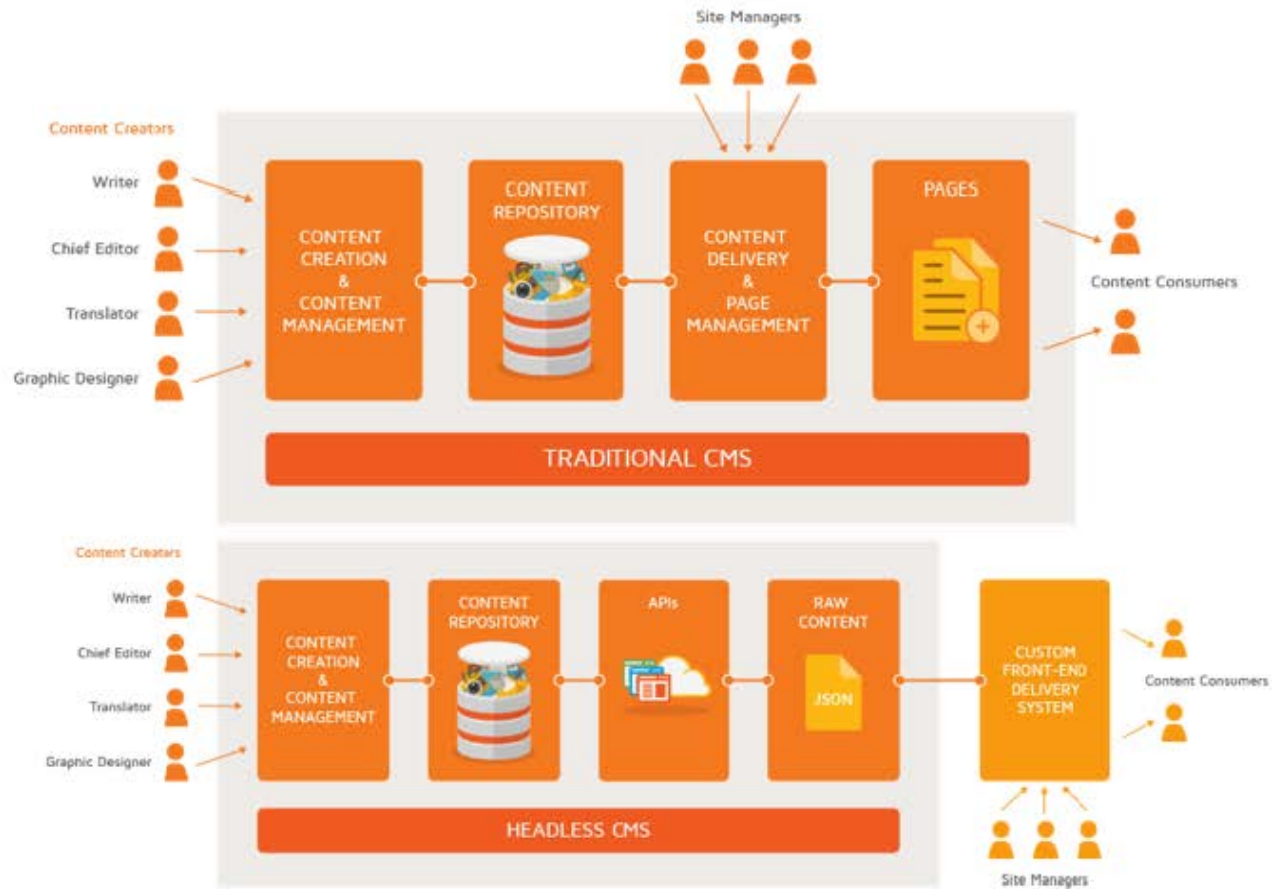 Site Managers
Content Creators
Writer
Chief Editor
Translator
Graphic Designer
CONTENT
CREATION
&
CONTENT
MANAGEMENT
CONTENT
REPOSITORY
CONTENT
DELIVERY
&
PAGE
MANAGEMENT
PAGES
Content Consumers
TRADITIONAL CMS
Content Creators
Writer
Chief Editor
Translator
Graphic Designer
CONTENT
CREATION
&
CONTENT
MANAGEMENT
CONTENT
REPOSITORY
APIs
RAW
CONTENT
JSON
CUSTOM
FRONT-END
DELIVERY
SYSTEM
Content Consumers
HEADLESS CMS
Site Managers